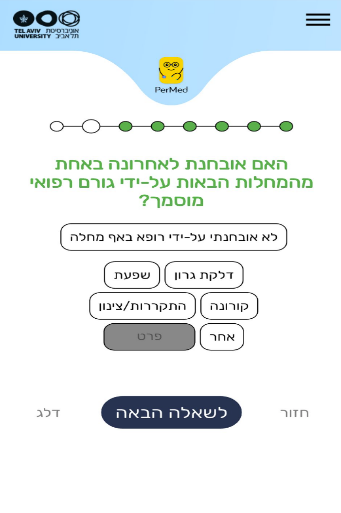 TEL AVIV אוניברסיטת
UNIVERSITY תל אביב
PerMed
האם אובחנת לאחרונה באחת
מהמחלות הבאות על-ידי גורם רפואי
מוסמך?
לא אובחנתי על-ידי רופא באף מחלה
דלקת גרון
שפעת
קורונה
התקררות/צינון
אחר
פרט
חזור
לשאלה הבאה
דלג